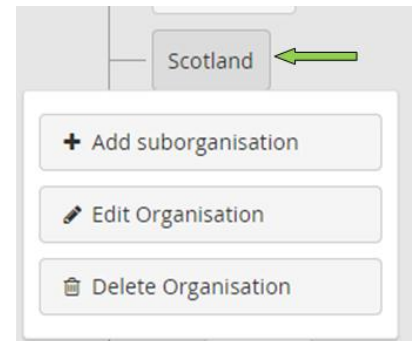 Scotland
Add suborganisation
Edit Organisation
Delete Organisation